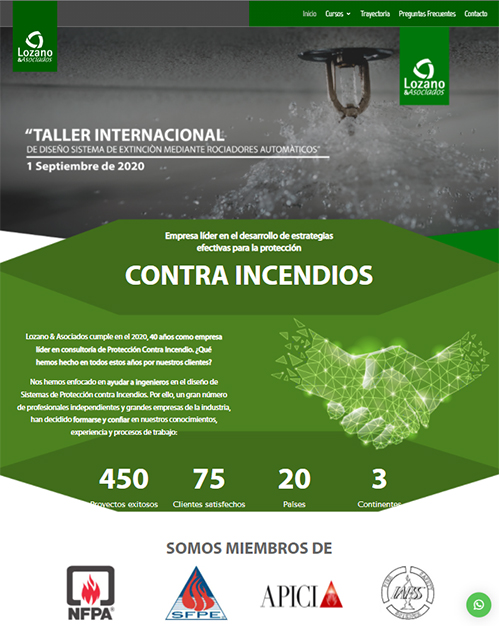 Inicio Cursos Trayectoria Preguntas Frecuentes Contacto
Lozano
&Asociados
Lozano
&Asociados
“TALLER INTERNACIONAL
DE DISEÑO SISTEMA DE EXTINCIÓN MEDIANTE ROCIADORES AUTOMÁTICOS”
1 Septiembre de 2020
Empresa líder en el desarrollo de estrategias
efectivas para la protección
CONTRA INCENDIOS
Lozano & Asociados cumple en el 2020, 40 años como empresa
líder en consultoría de Protección Contra Incendio. ¿Qué
hemos hecho en todos estos años por nuestros clientes?
Nos hemos enfocado en ayudar a ingenieros en el diseño de
Sistemas de Protección contra Incendios. Por ello, un gran número
de profesionales independientes y grandes empresas de la industria,
han decidido formarse y confiar en nuestros conocimientos,
experiencia y procesos de trabajo:
450 75 20 3
Proyectos exitosos Clientes satisfechos Países Continentes
SOMOS MIEMBROS DE
NFPA
SFPE
APICI
IAFSS